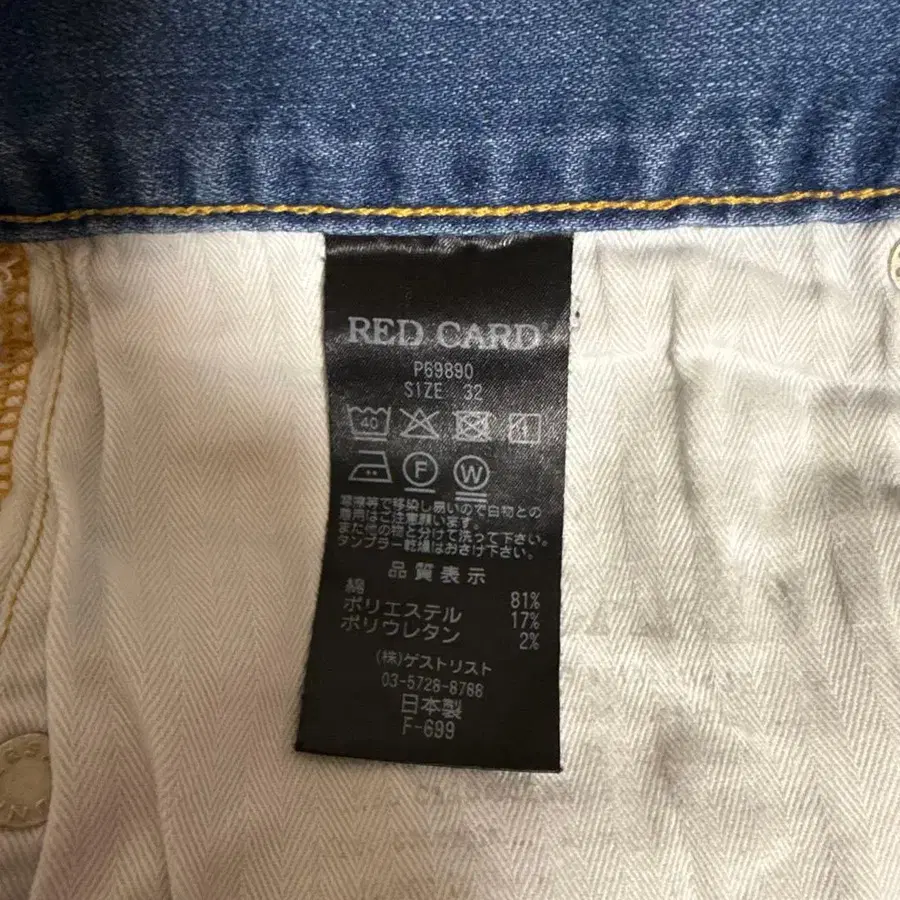 RED CARD
P69890
SIZE 32
40
F W
湿潤等で移染し易いので白物との
着用はご注意願います。
また他の物と分けて洗って下さい。
タンブラー乾燥はおさけ下さい。
品質表示
綿 81%
ポリエステル 17%
ポリウレタン 2%
(株)ゲストリスト
03-5728-8788
日本製
F-699